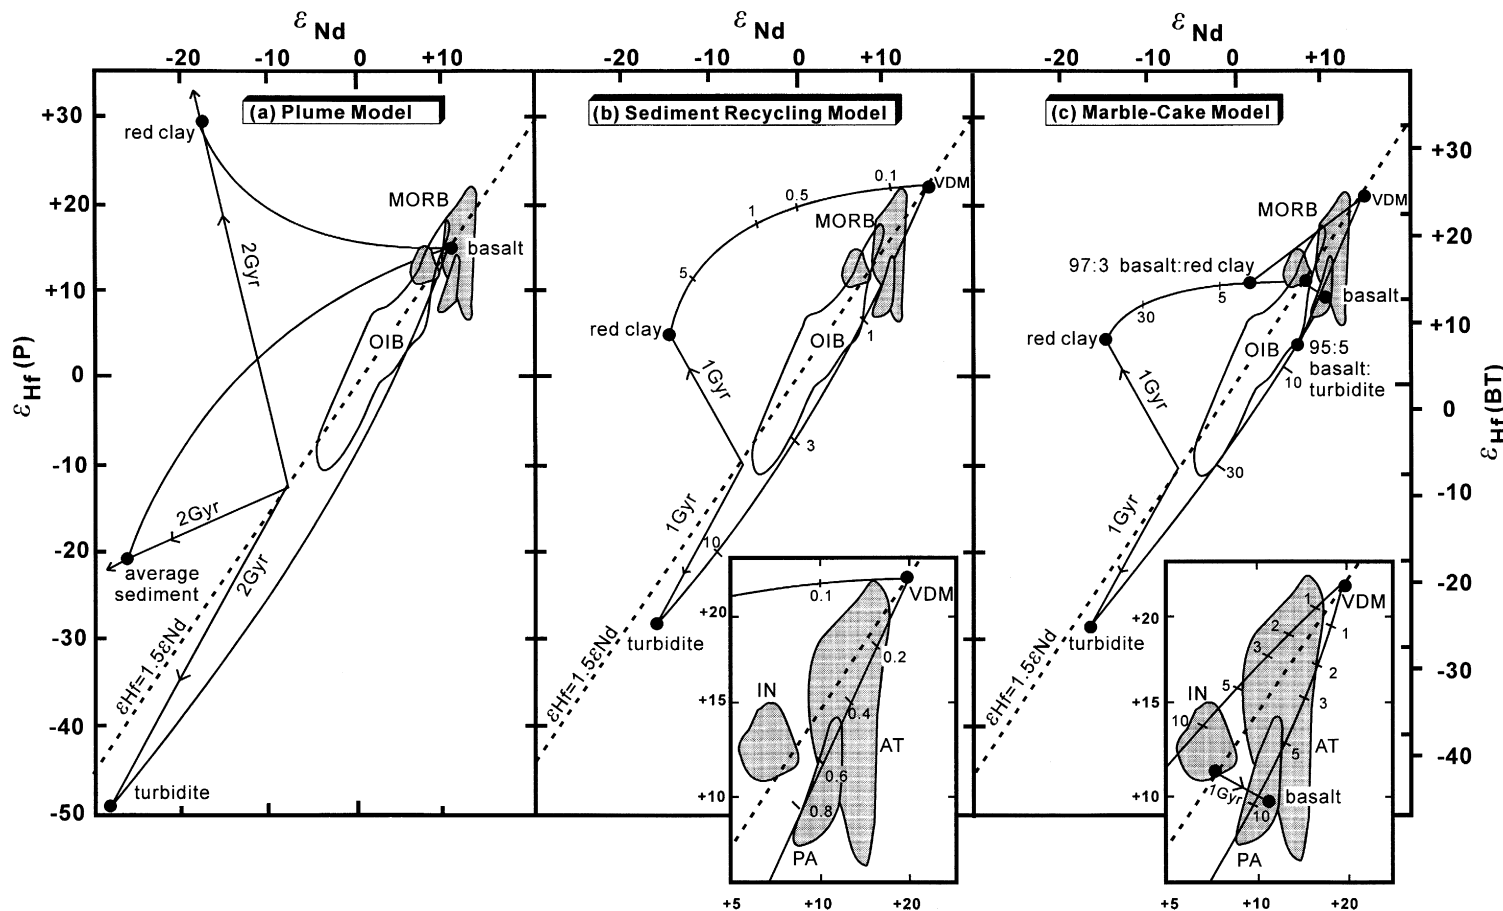 ε Nd
ε Nd
ε Nd
-20
-10
0
+10
-20
-10
0
+10
-20
-10
0
+10
(a) Plume Model
(b) Sediment Recycling Model
(c) Marble-Cake Model
+30
+20
+10
0
-10
-20
-30
-40
-50
εHf (P)
red clay
MORB
basalt
2Gyr
OIB
2Gyr
average
sediment
2Gyr
εHf=1.5εNd
turbidite
0.1
VDM
0.5
1
MORB
5
red clay
OIB
1
1Gyr
3
1Gyr
10
turbidite
εHf=1.5εNd
0.1
VDM
+20
0.2
+15
IN
0.4
AT
0.6
+10
0.8
PA
+5
+10
+20
VDM
MORB
97:3 basalt:red clay
5
basalt
30
red clay
OIB
95:5
basalt:
turbidite
10
1Gyr
30
1Gyr
turbidite
εHf=1.5εNd
VDM
1
+20
2
1
3
2
5
+15
IN
3
10
AT
5
+10
1Gyr
basalt
10
PA
+5
+10
+20
+30
+20
+10
0
-10
-20
-30
-40
εHf (BT)